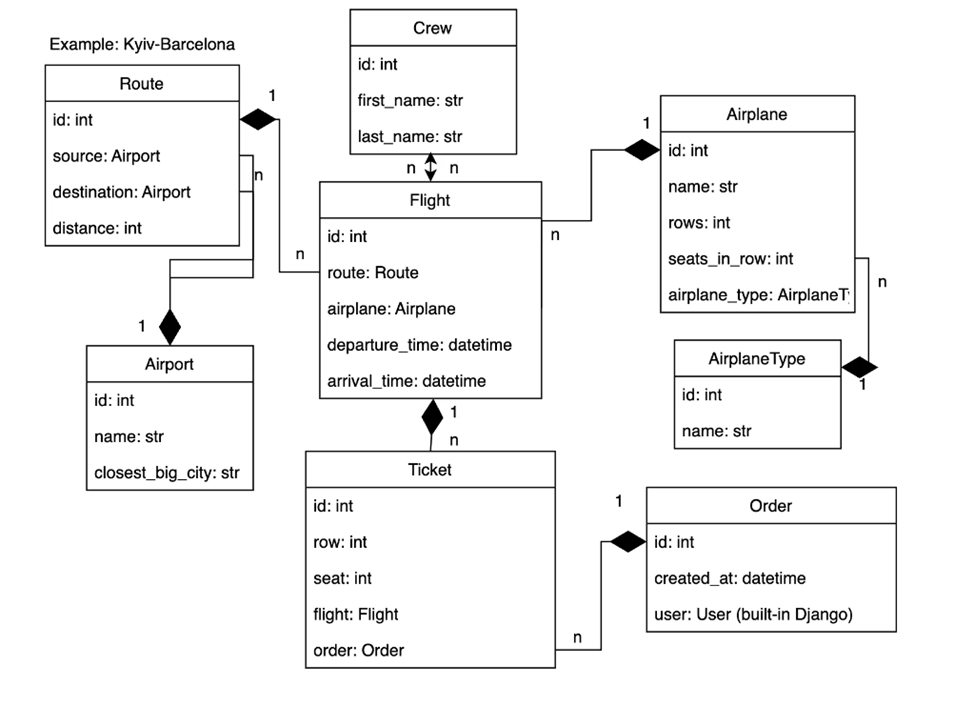 Example: Kyiv-Barcelona
Route
id: int
source: Airport
destination: Airport
distance: int
1
n
n
Crew
id: int
first_name: str
last_name: str
n n
Flight
id: int
route: Route
airplane: Airplane
departure_time: datetime
arrival_time: datetime
1
n
n
1
Airplane
id: int
name: str
rows: int
seats_in_row: int
airplane_type: AirplaneTy
n
AirplaneType
id: int
name: str
1
1
Airport
id: int
name: str
closest_big_city: str
Ticket
id: int
row: int
seat: int
flight: Flight
order: Order
n
1
Order
id: int
created_at: datetime
user: User (built-in Django)